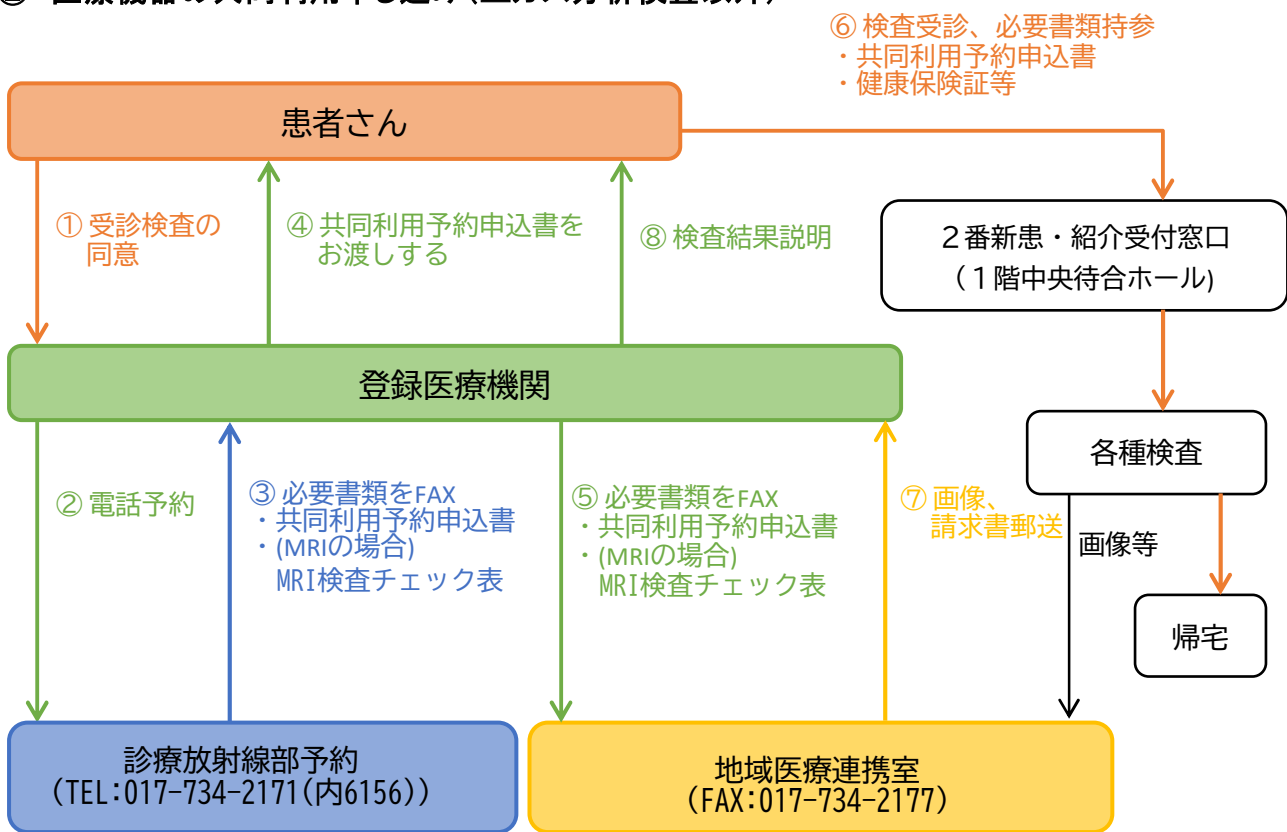 ⑥ 検査受診、必要書類持参
・共同利用予約申込書
・健康保険証等
患者さん
① 受診検査の
同意
④ 共同利用予約申込書を
お渡しする
⑧ 検査結果説明
２番新患・紹介受付窓口
（１階中央待合ホール)
登録医療機関
各種検査
② 電話予約
③ 必要書類をFAX
・共同利用予約申込書
・(MRIの場合)
MRI検査チェック表
⑤ 必要書類をFAX
・共同利用予約申込書
・(MRIの場合)
MRI検査チェック表
⑦ 画像、
請求書郵送
画像等
帰宅
診療放射線部予約
(TEL:017-734-2171(内6156))
地域医療連携室
(FAX:017-734-2177)